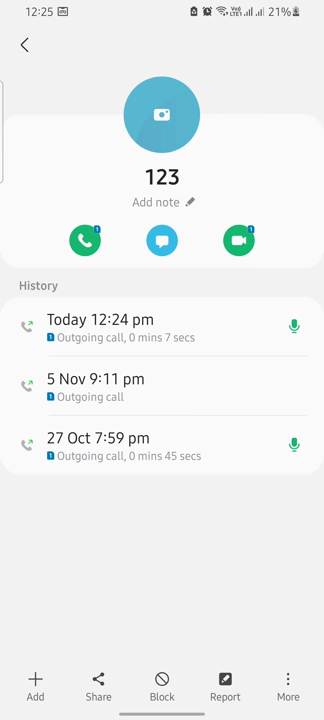 12:25 21%
123
Add note
1 1
History
Today 12:24 pm
1 Outgoing call, 0 mins 7 secs
5 Nov 9:11 pm
1 Outgoing call
27 Oct 7:59 pm
1 Outgoing call, 0 mins 45 secs
Add Share Block Report More